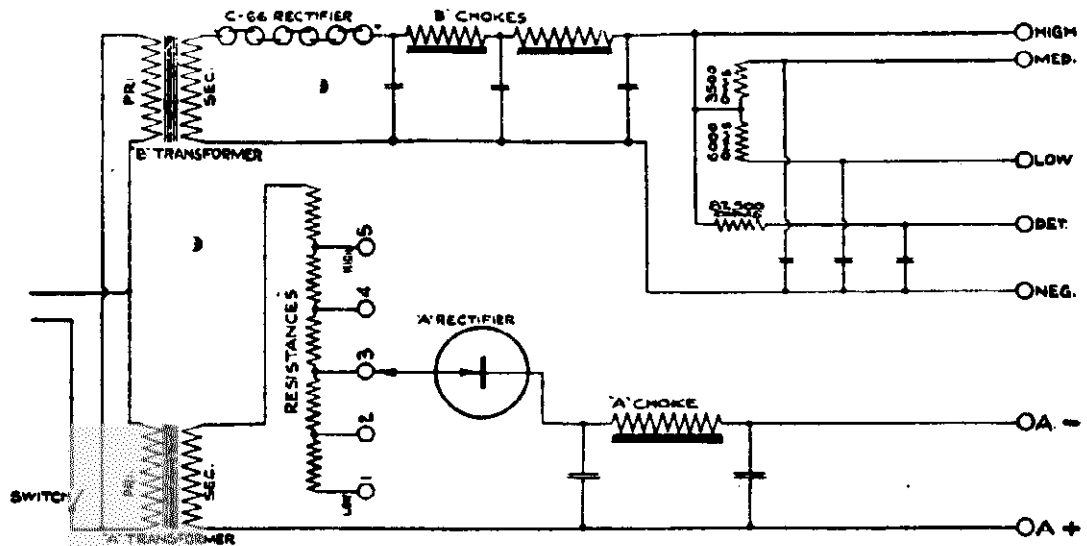 C-66 RECTIFIER
"B" CHOKES
HIGH
MED.
PRI.
SEC.
3500
OHMS
6000
OHMS
"B" TRANSFORMER
LOW
DET.
NEG.
RESISTANCES
HIGH
5
4
3
2
1
LOW
"A" RECTIFIER
"A" CHOKE
A -
PRI.
SEC.
SWITCH
A +
"A" TRANSFORMER